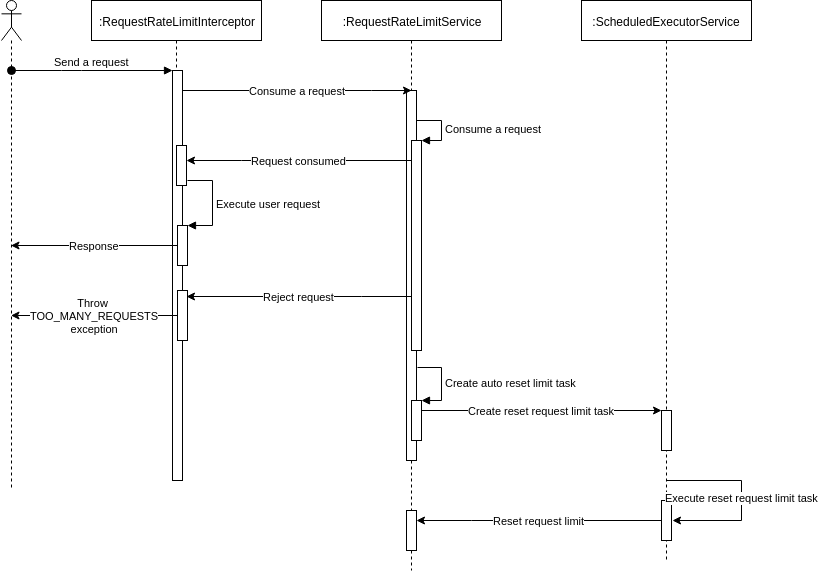 :RequestRateLimitInterceptor
:RequestRateLimitService
:ScheduledExecutorService
Send a request
Consume a request
Consume a request
Request consumed
Execute user request
Response
Reject request
Throw
TOO_MANY_REQUESTS
exception
Create auto reset limit task
Create reset request limit task
Execute reset request limit task
Reset request limit